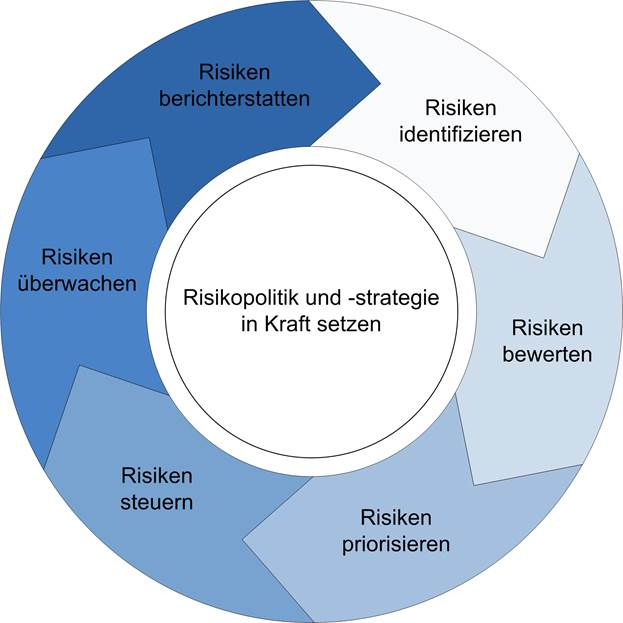 Risiken
berichterstatten
Risiken
identifizieren
Risiken
überwachen
Risikopolitik und -strategie
in Kraft setzen
Risiken
bewerten
Risiken
steuern
Risiken
priorisieren